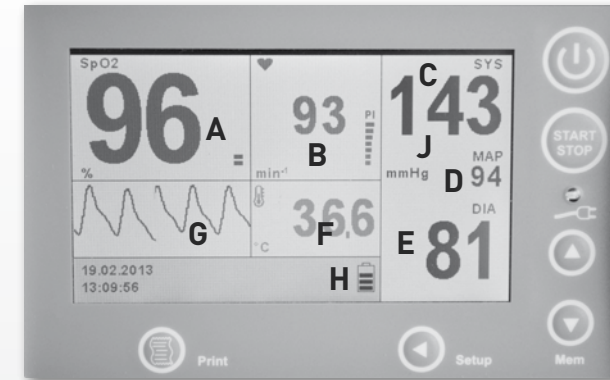 SpO2
96
A
%
93
B
PI
min-1
SYS
C
143
J
mmHg
MAP
D 94
DIA
E 81
G
36,6
F
°C
19.02.2013
13:09:56
H
START
STOP
Print
Setup
Mem